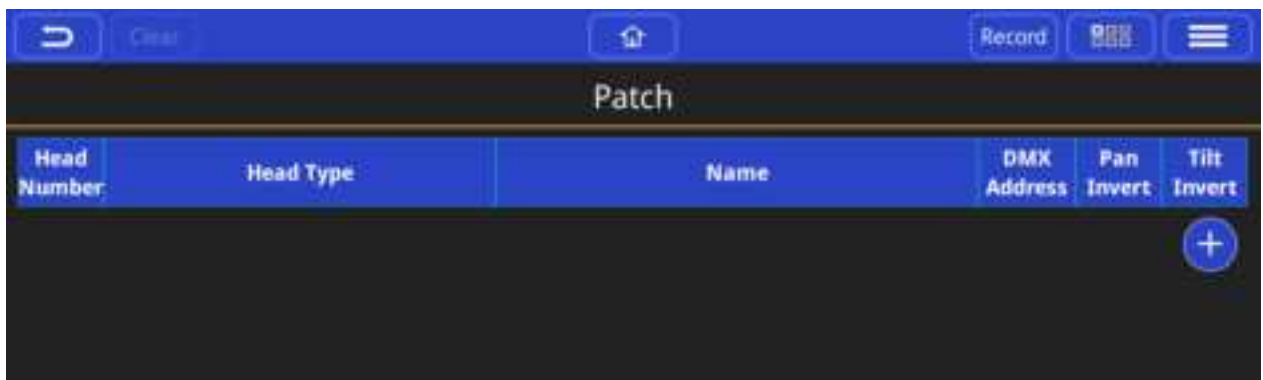 Clear
Record
Patch
Head Number
Head Type
Name
DMX Address
Pan Invert
Tilt Invert